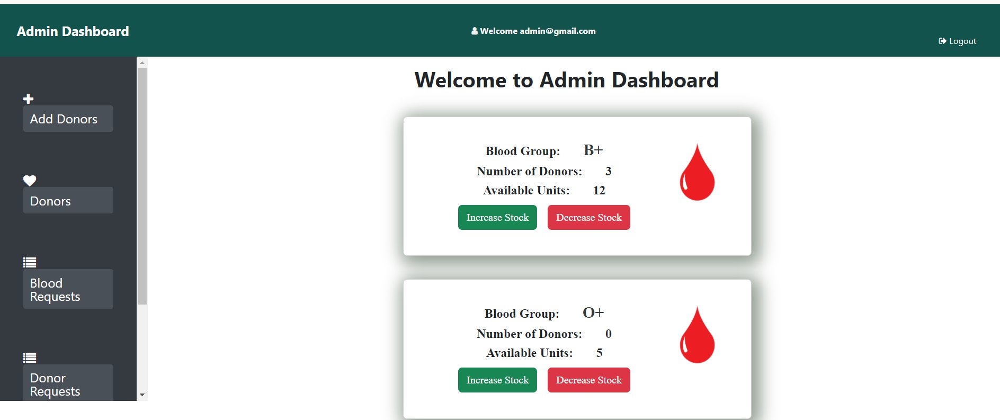 Admin Dashboard
Welcome admin@gmail.com
Logout
Add Donors
Donors
Blood
Requests
Donor
Requests
Welcome to Admin Dashboard
Blood Group: B+
Number of Donors: 3
Available Units: 12
Increase Stock Decrease Stock
Blood Group: O+
Number of Donors: 0
Available Units: 5
Increase Stock Decrease Stock